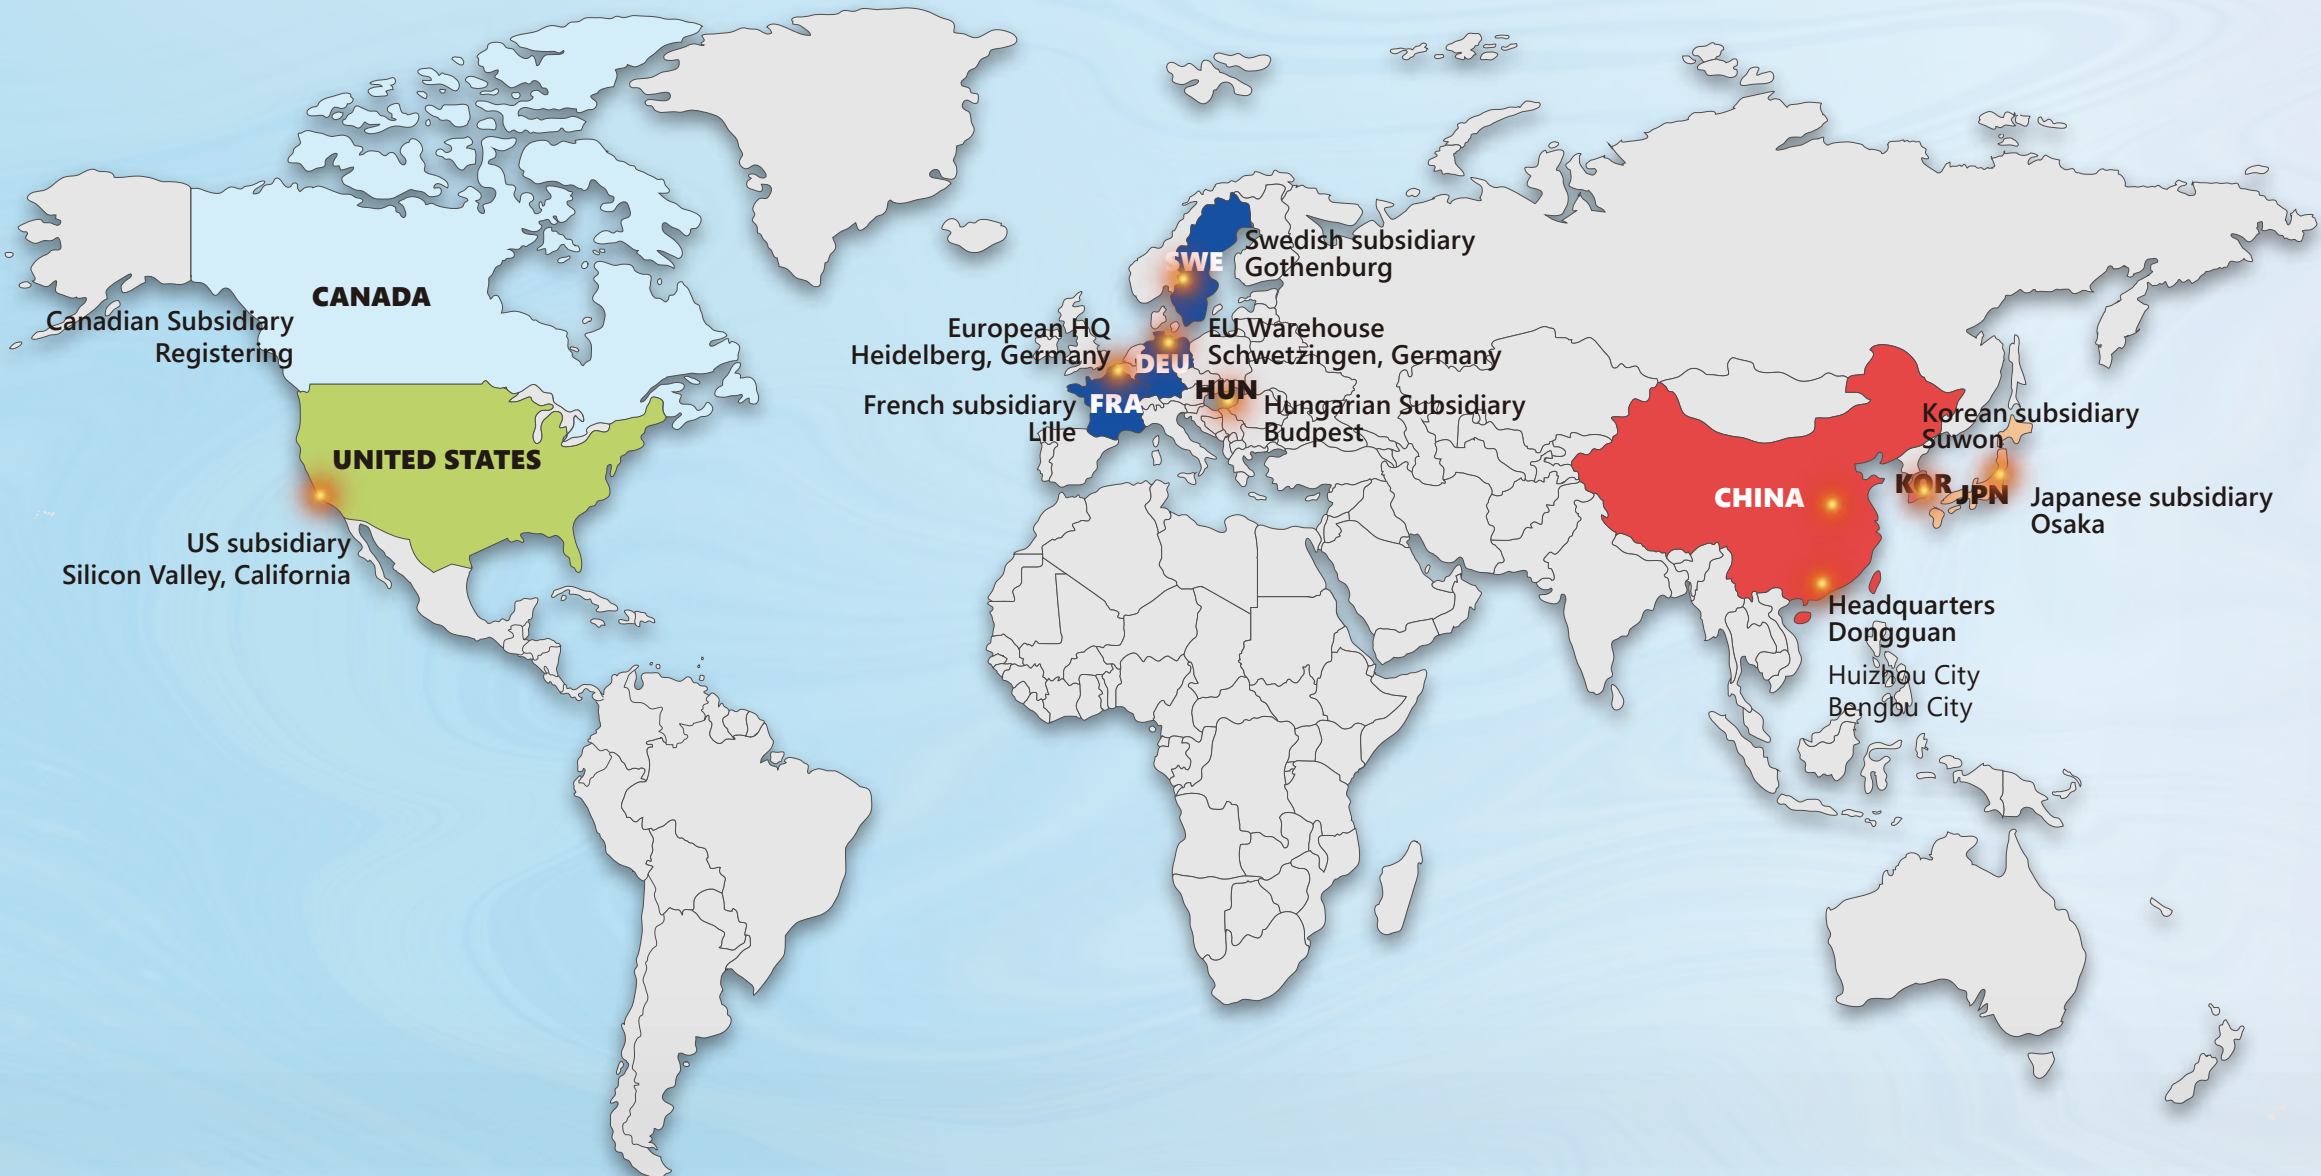 CANADA
Canadian Subsidiary
Registering
UNITED STATES
US subsidiary
Silicon Valley, California
SWE
Swedish subsidiary
Gothenburg
European HQ
Heidelberg, Germany
DEU
EU Warehouse
Schwetzingen, Germany
FRA
French subsidiary
Lille
HUN
Hungarian Subsidiary
Budpest
CHINA
Headquarters
Dongguan
Huizhou City
Bengbu City
Korean subsidiary
Suwon
KOR
JPN
Japanese subsidiary
Osaka